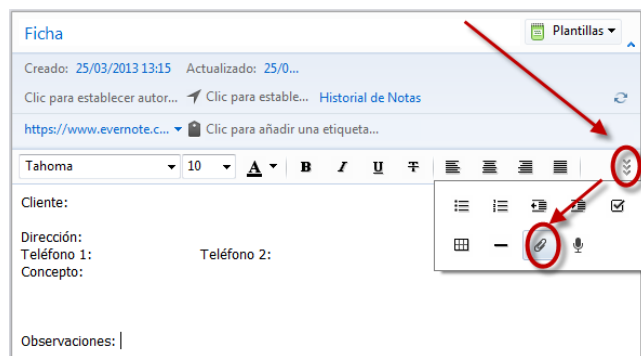 Ficha Plantillas
Creado: 25/03/2013 13:15 Actualizado: 25/0...
Clic para establecer autor... Clic para estable... Historial de Notas
https://www.evernote.c... Clic para añadir una etiqueta...
Tahoma 10 A B I U T
Cliente:
Dirección:
Teléfono 1: Teléfono 2:
Concepto:
Observaciones: